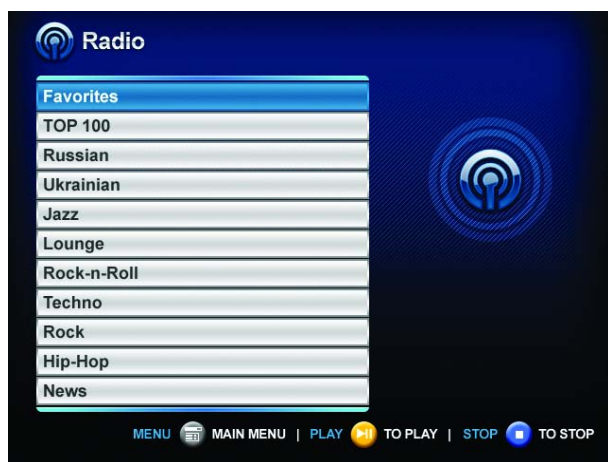 Radio
Favorites
TOP 100
Russian
Ukrainian
Jazz
Lounge
Rock-n-Roll
Techno
Rock
Hip-Hop
News
MENU MAIN MENU | PLAY TO PLAY | STOP TO STOP